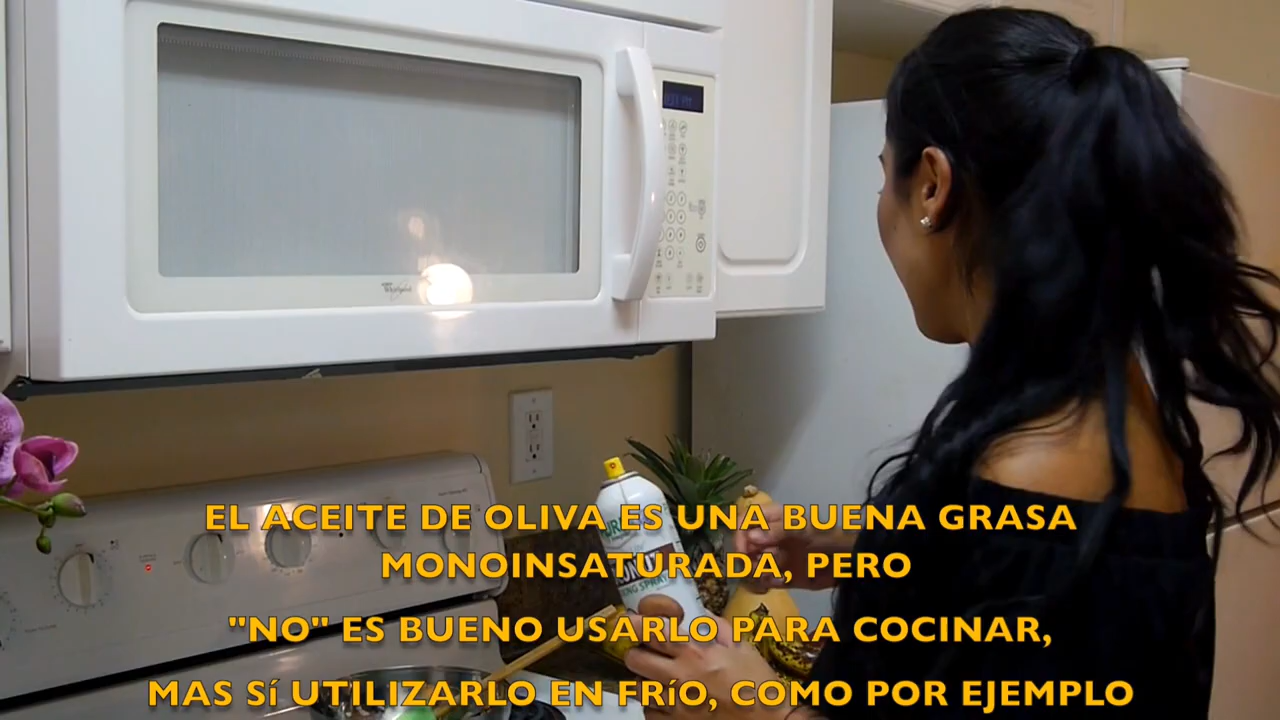 Whirlpool
EL ACEITE DE OLIVA ES UNA BUENA GRASA
MONOINSATURADA, PERO
"NO" ES BUENO USARLO PARA COCINAR,
MAS Sí UTILIZARLO EN FRíO, COMO POR EJEMPLO